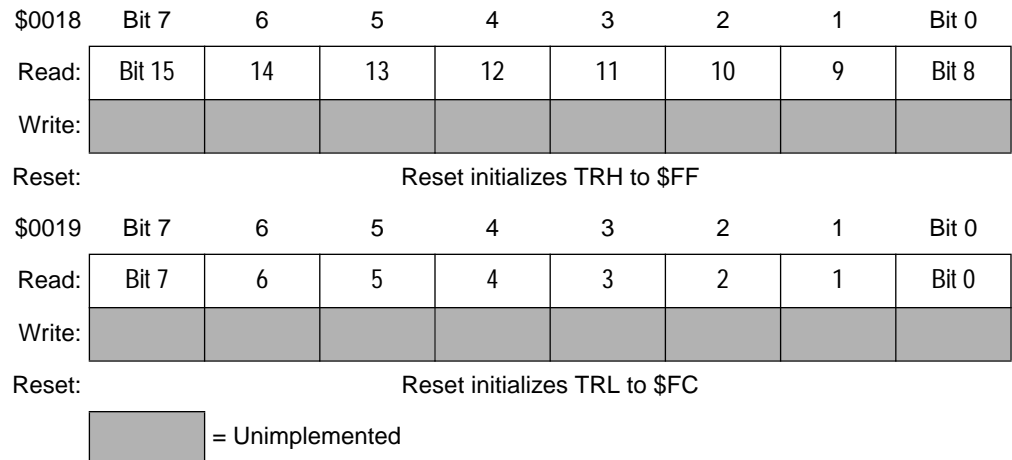 $0018 Bit 7 6 5 4 3 2 1 Bit 0
Read: Bit 15 14 13 12 11 10 9 Bit 8
Write:
Reset: Reset initializes TRH to $FF
$0019 Bit 7 6 5 4 3 2 1 Bit 0
Read: Bit 7 6 5 4 3 2 1 Bit 0
Write:
Reset: Reset initializes TRL to $FC
= Unimplemented